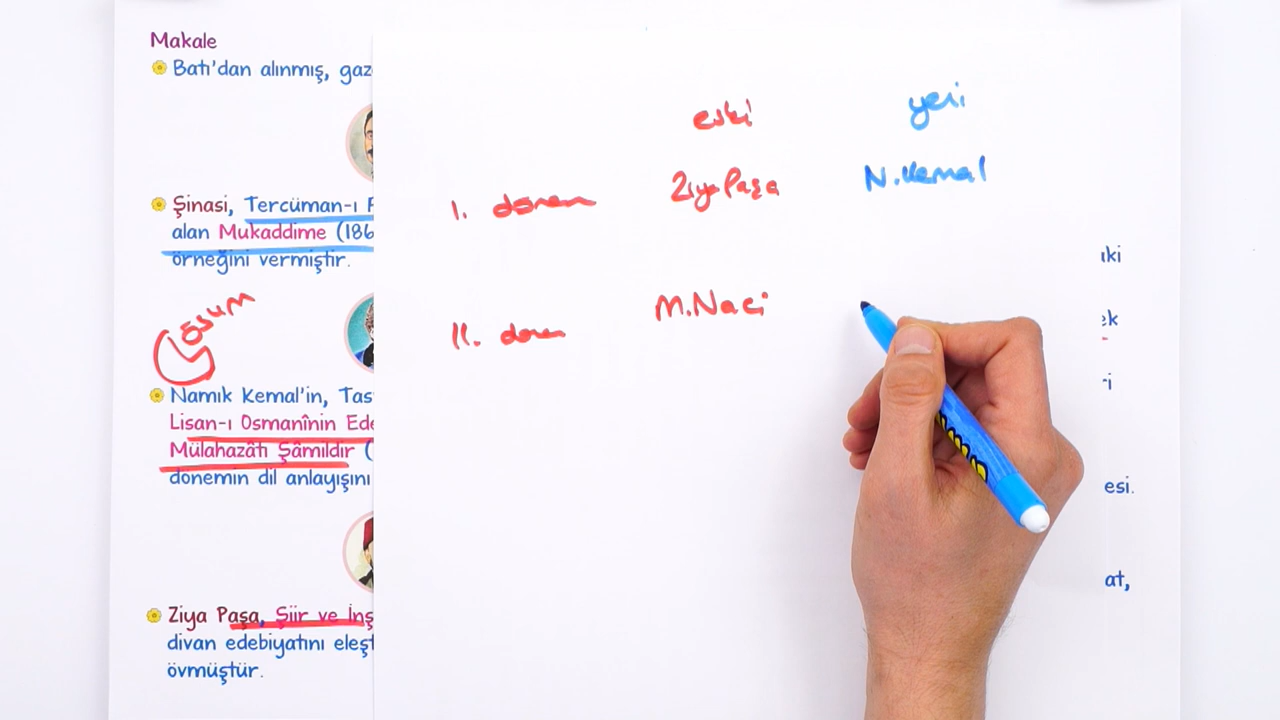 Makale
Batı'dan alınmış, gaz
Şinasi, Tercüman-ı
alan Mukaddime (186
örneğini vermiştir.
Lösum
Namık Kemal'in, Tas
Lisan-ı Osmanînin Ede
Mülahazâtı Şâmildir (
dönemin dil anlayışını
Ziya Paşa, Şiir ve İnş
divan edebiyatını eleşt
övmüştür.
eski yeni
I. dönem Ziya Paşa N. Kemal
II. dönem M. Naci
ki
ek
i
esi.
at,